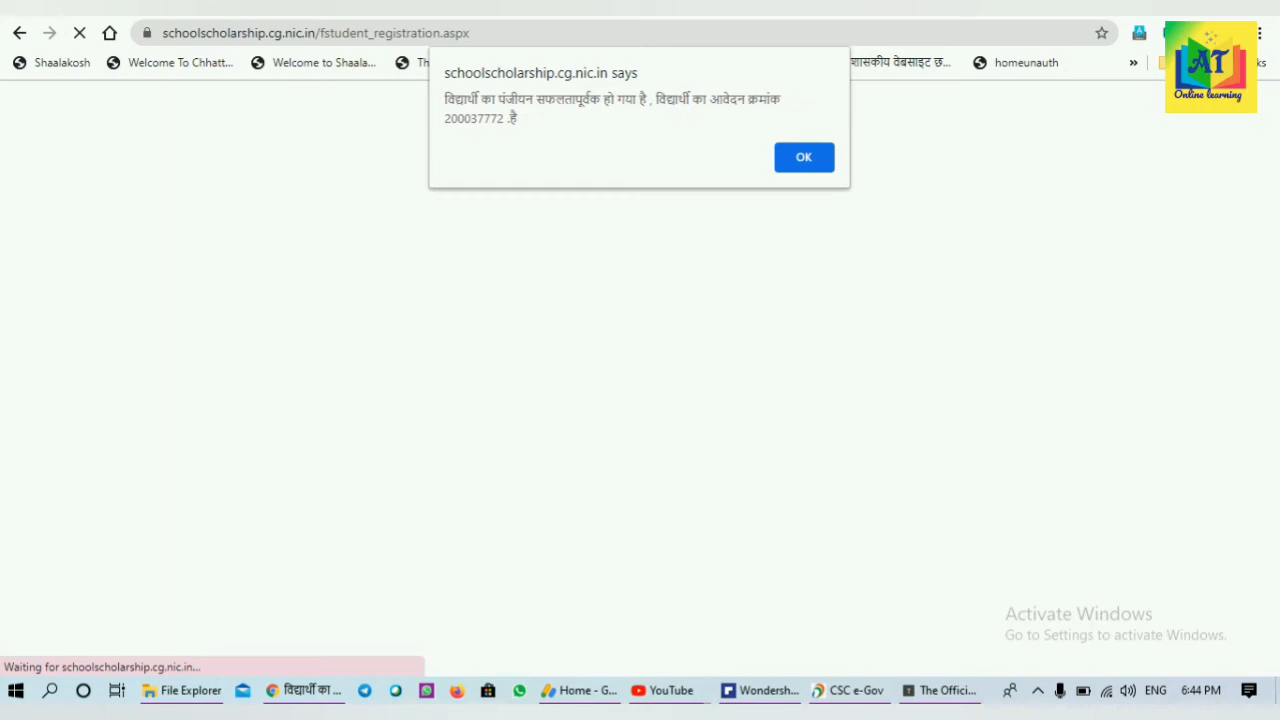 schoolscholarship.cg.nic.in/fstudent_registration.aspx
Shaalakosh Welcome To Chhatt... Welcome to Shaala... Th शासकीय वेबसाइट छ... homeunauth »
schoolscholarship.cg.nic.in says
विद्यार्थी का पंजीयन सफलतापूर्वक हो गया है , विद्यार्थी का आवेदन क्रमांक
200037772 .है
OK
AT
Online learning
Activate Windows
Go to Settings to activate Windows.
Waiting for schoolscholarship.cg.nic.in...
File Explorer विद्यार्थी का ... Home - G... YouTube Wondersh... CSC e-Gov The Offici... ENG 6:44 PM